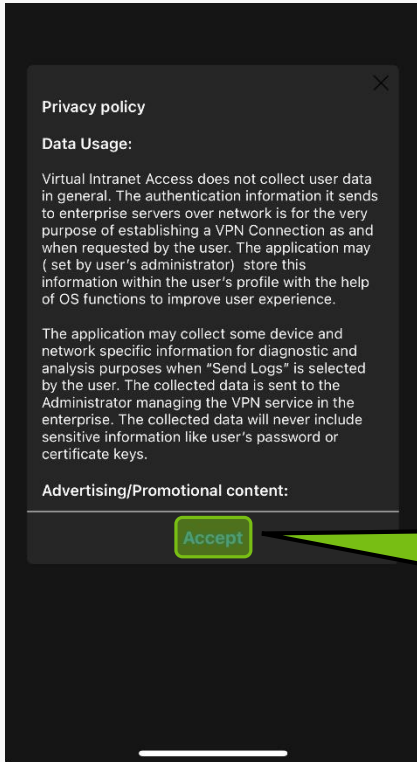 Privacy policy
Data Usage:
Virtual Intranet Access does not collect user data
in general. The authentication information it sends
to enterprise servers over network is for the very
purpose of establishing a VPN Connection as and
when requested by the user. The application may
( set by user's administrator)  store this
information within the user's profile with the help
of OS functions to improve user experience.
The application may collect some device and
network specific information for diagnostic and
analysis purposes when "Send Logs" is selected
by the user. The collected data is sent to the
Administrator managing the VPN service in the
enterprise. The collected data will never include
sensitive information like user's password or
certificate keys.
Advertising/Promotional content:
Accept